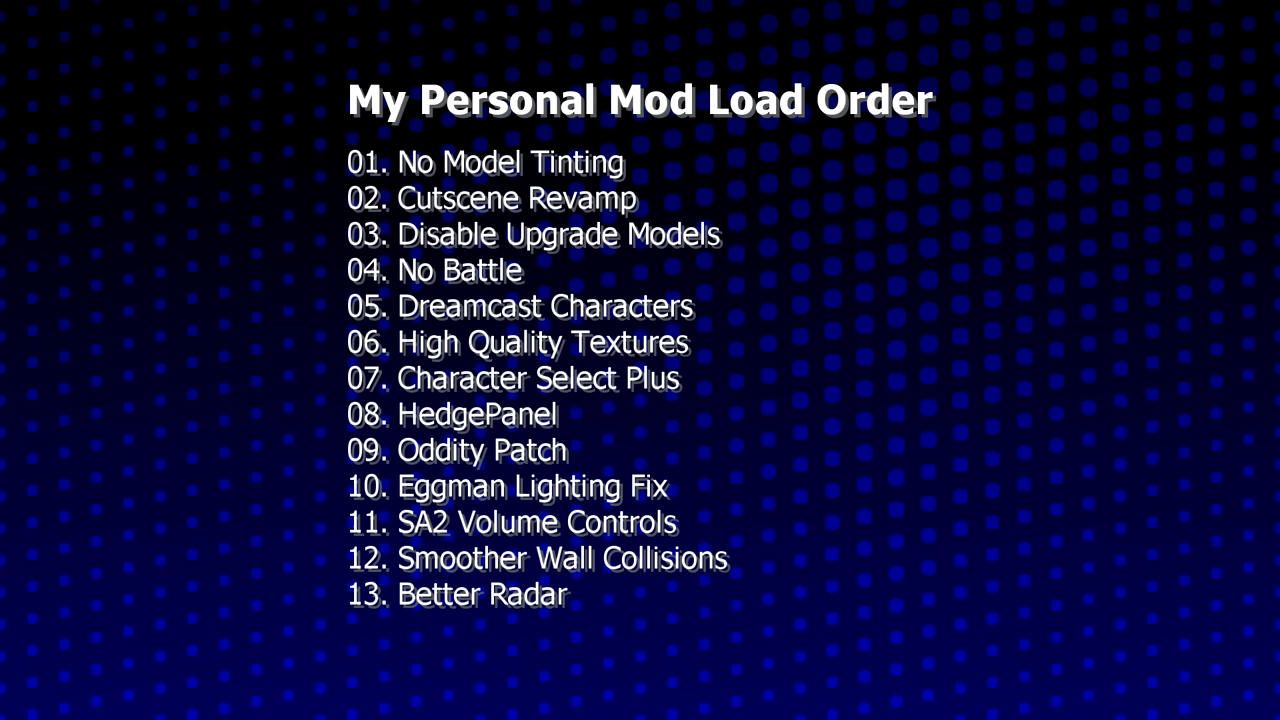 My Personal Mod Load Order
01. No Model Tinting
02. Cutscene Revamp
03. Disable Upgrade Models
04. No Battle
05. Dreamcast Characters
06. High Quality Textures
07. Character Select Plus
08. HedgePanel
09. Oddity Patch
10. Eggman Lighting Fix
11. SA2 Volume Controls
12. Smoother Wall Collisions
13. Better Radar